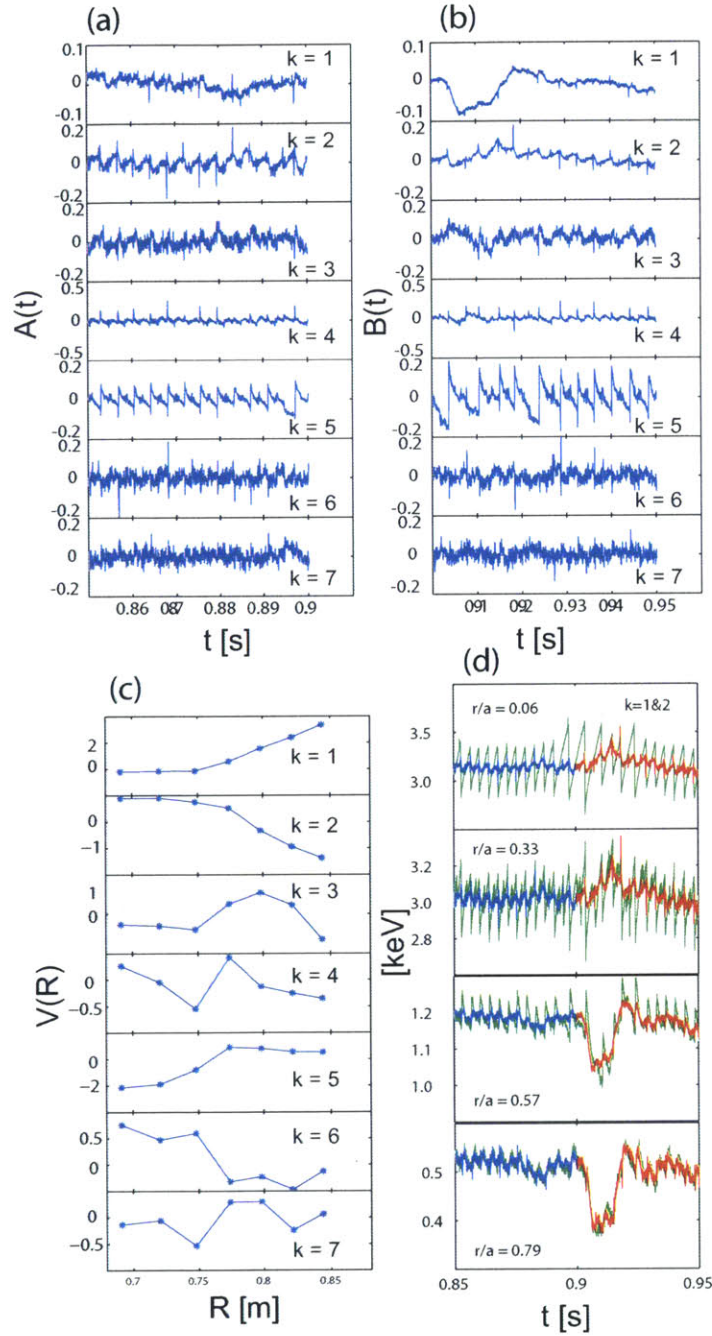 (a)
(b)
0.1
0
-0.1
k = 1
0.2
0
-0.2
k = 2
0.2
0
-0.2
k = 3
0.5
0
-0.5
k = 4
0.2
0
-0.2
k = 5
0.2
0
-0.2
k = 6
0.2
0
-0.2
k = 7
A(t)
0.86 0.87 0.88 0.89 0.9
t [s]
0.1
0
-0.1
k = 1
0.2
0
-0.2
k = 2
0.2
0
-0.2
k = 3
0.5
0
-0.5
k = 4
0.2
0
-0.2
k = 5
0.2
0
-0.2
k = 6
0.2
0
-0.2
k = 7
B(t)
0.93 0.95
t [s]
(c)
2
0
k = 1
0
-1
k = 2
1
0
k = 3
0
-0.5
k = 4
0
-2
k = 5
0.5
0
k = 6
0
-0.5
k = 7
V(R)
0.7 0.75 0.8 0.85
R [m]
(d)
r/a = 0.06
k=1&2
3.5
3.0
r/a = 0.33
3.2
3.0
2.8
1.2
1.1
1.0
r/a = 0.57
0.5
0.4
r/a = 0.79
[keV]
0.85 0.9 0.95
t [s]